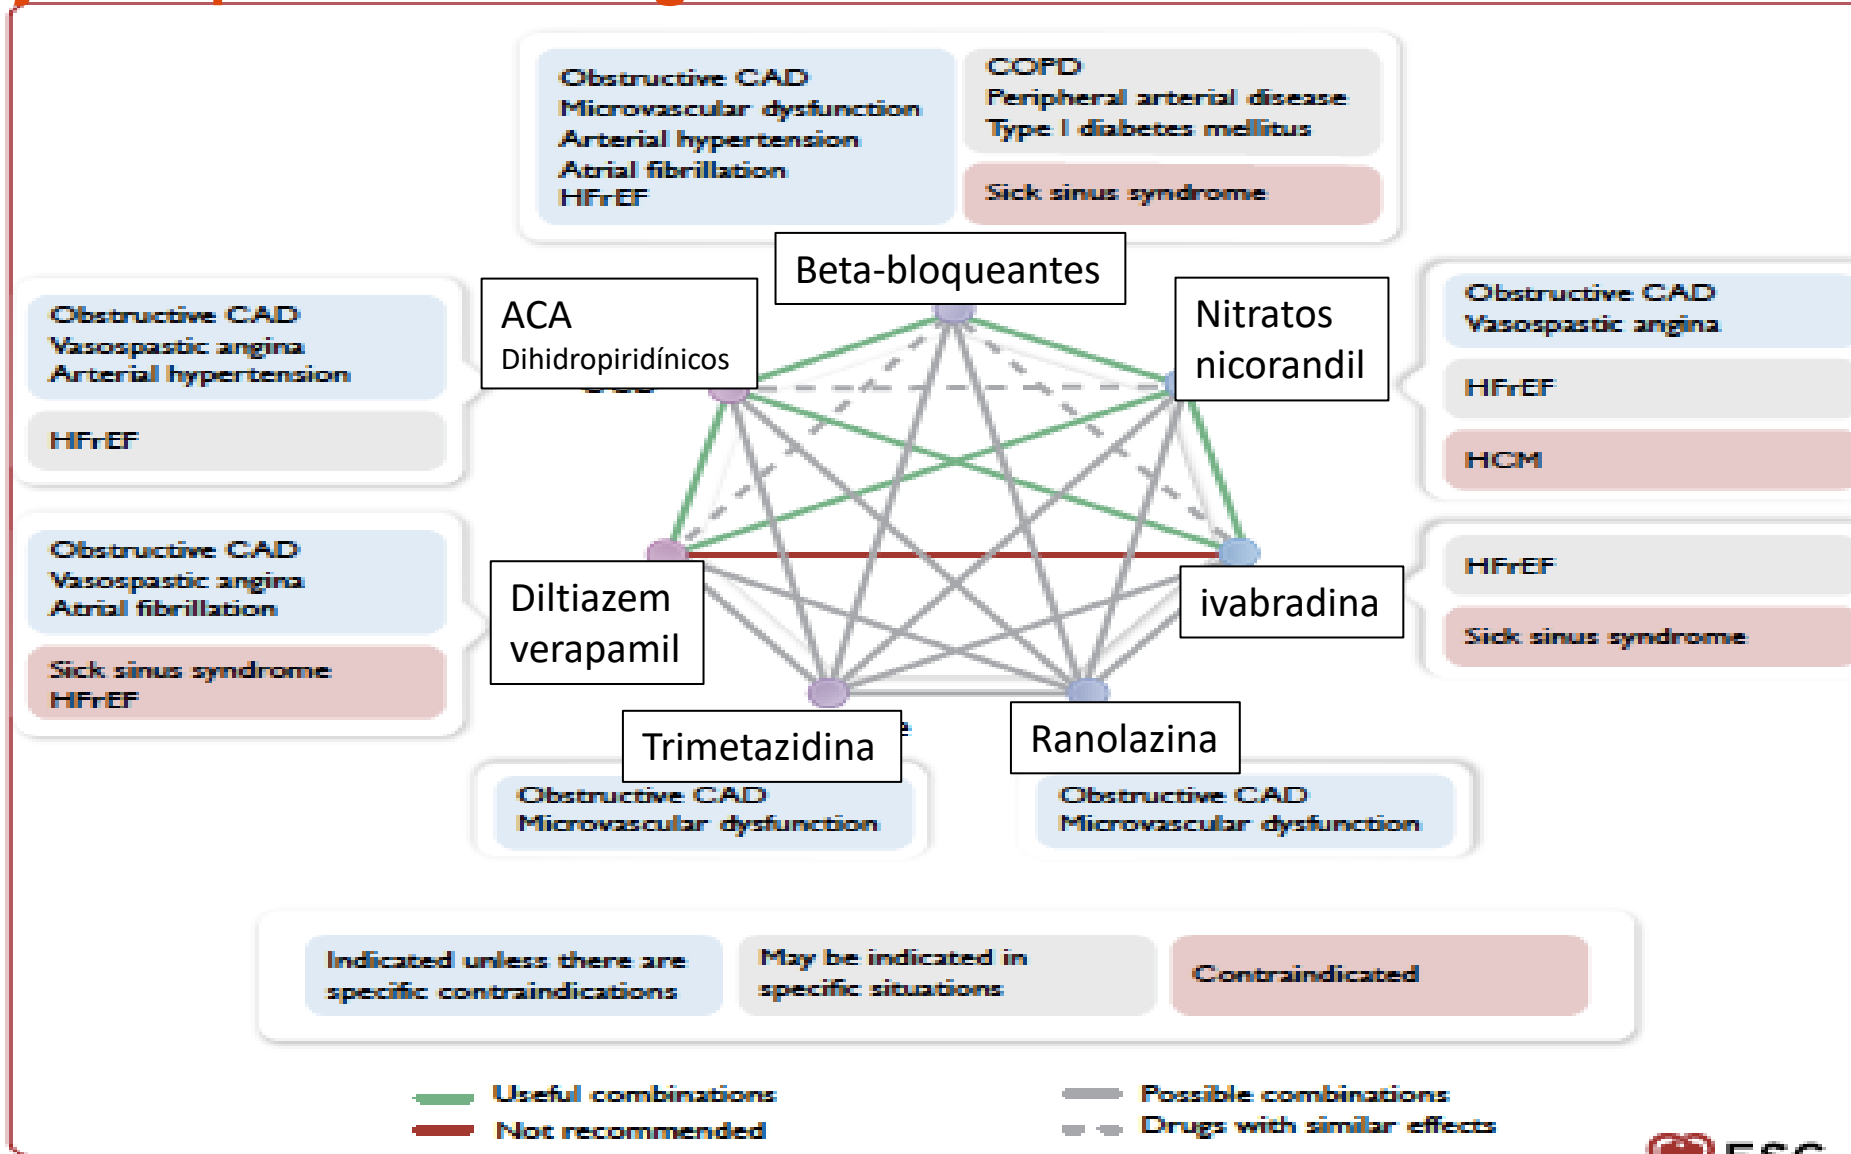 Obstructive CAD
Microvascular dysfunction
Arterial hypertension
Atrial fibrillation
HFrEF
COPD
Peripheral arterial disease
Type I diabetes mellitus
Sick sinus syndrome
Beta-bloqueantes
ACA
Dihidropiridínicos
Nitratos
nicorandil
Obstructive CAD
Vasospastic angina
Arterial hypertension
HFrEF
Obstructive CAD
Vasospastic angina
HFrEF
HCM
Obstructive CAD
Vasospastic angina
Atrial fibrillation
Sick sinus syndrome
HFrEF
Diltiazem
verapamil
ivabradina
HFrEF
Sick sinus syndrome
Trimetazidina
Ranolazina
Obstructive CAD
Microvascular dysfunction
Obstructive CAD
Microvascular dysfunction
Indicated unless there are
specific contraindications
May be indicated in
specific situations
Contraindicated
Useful combinations
Not recommended
Possible combinations
Drugs with similar effects
ESC